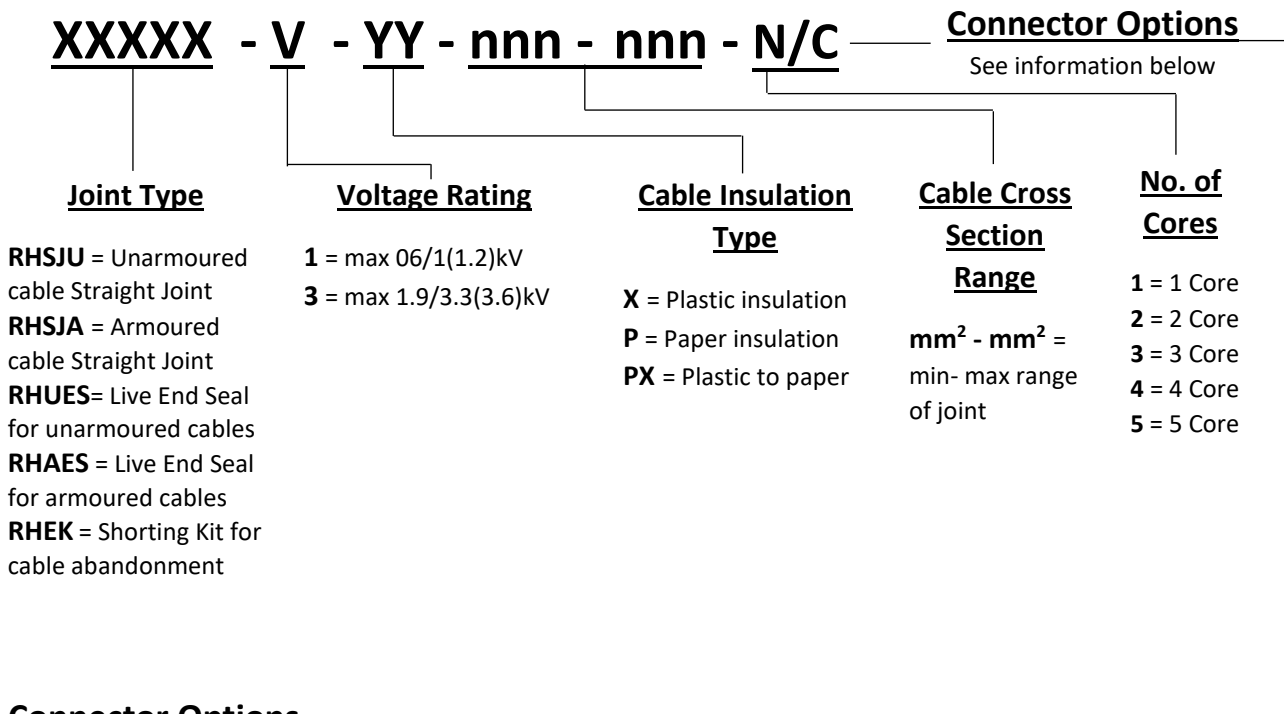 XXXXX - V - YY - nnn - nnn - N/C
Connector Options
See information below
Joint Type
RHSJU = Unarmoured
cable Straight Joint
RHSJA = Armoured
cable Straight Joint
RHUES= Live End Seal
for unarmoured cables
RHAES = Live End Seal
for armoured cables
RHEK = Shorting Kit for
cable abandonment
Voltage Rating
1 = max 06/1(1.2)kV
3 = max 1.9/3.3(3.6)kV
Cable Insulation
Type
X = Plastic insulation
P = Paper insulation
PX = Plastic to paper
Cable Cross
Section
Range
mm² - mm² =
min- max range
of joint
No. of
Cores
1 = 1 Core
2 = 2 Core
3 = 3 Core
4 = 4 Core
5 = 5 Core
Connector Options